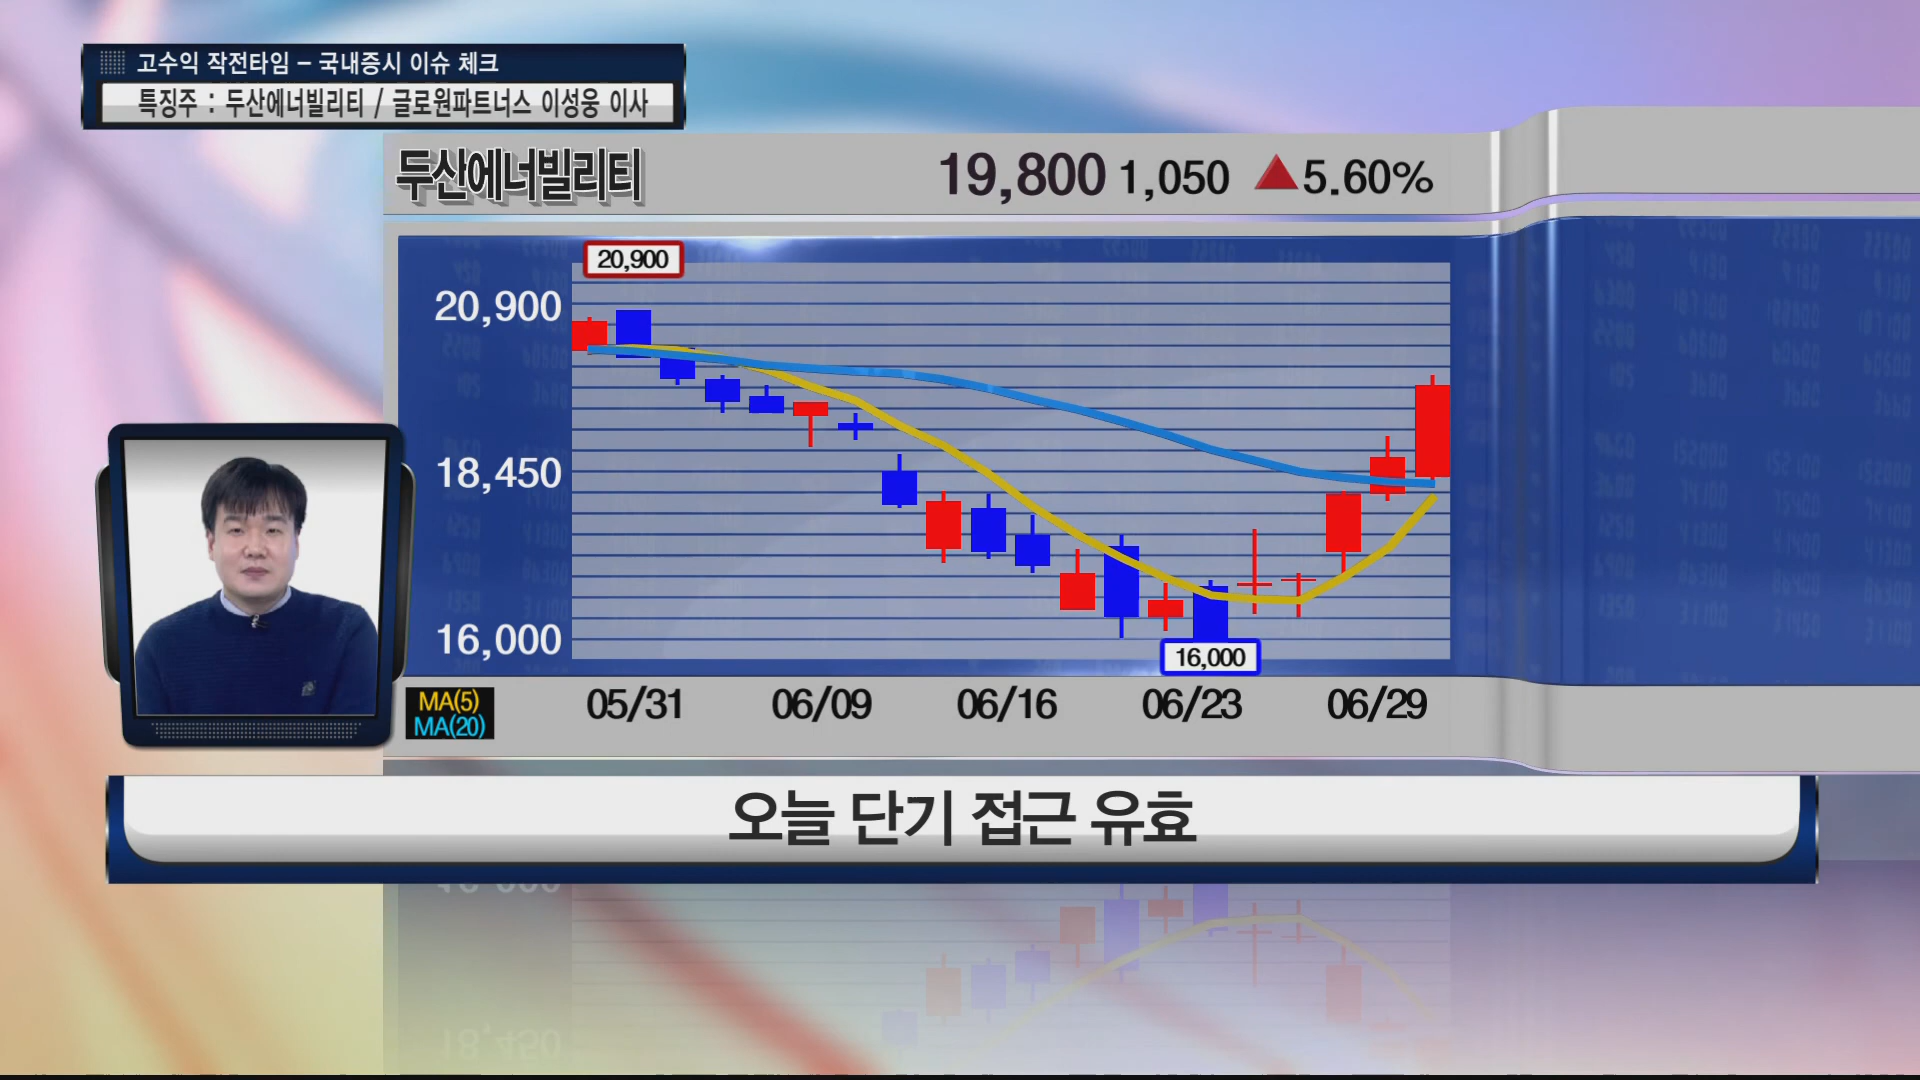 고수익 작전타임 - 국내증시 이슈 체크
특징주 : 두산에너빌리티 / 글로원파트너스 이성웅 이사
두산에너빌리티 19,800 1,050 ▲5.60%
20,900
20,900
18,450
16,000
16,000
MA(5)
MA(20)
05/31 06/09 06/16 06/23 06/29
오늘 단기 접근 유효